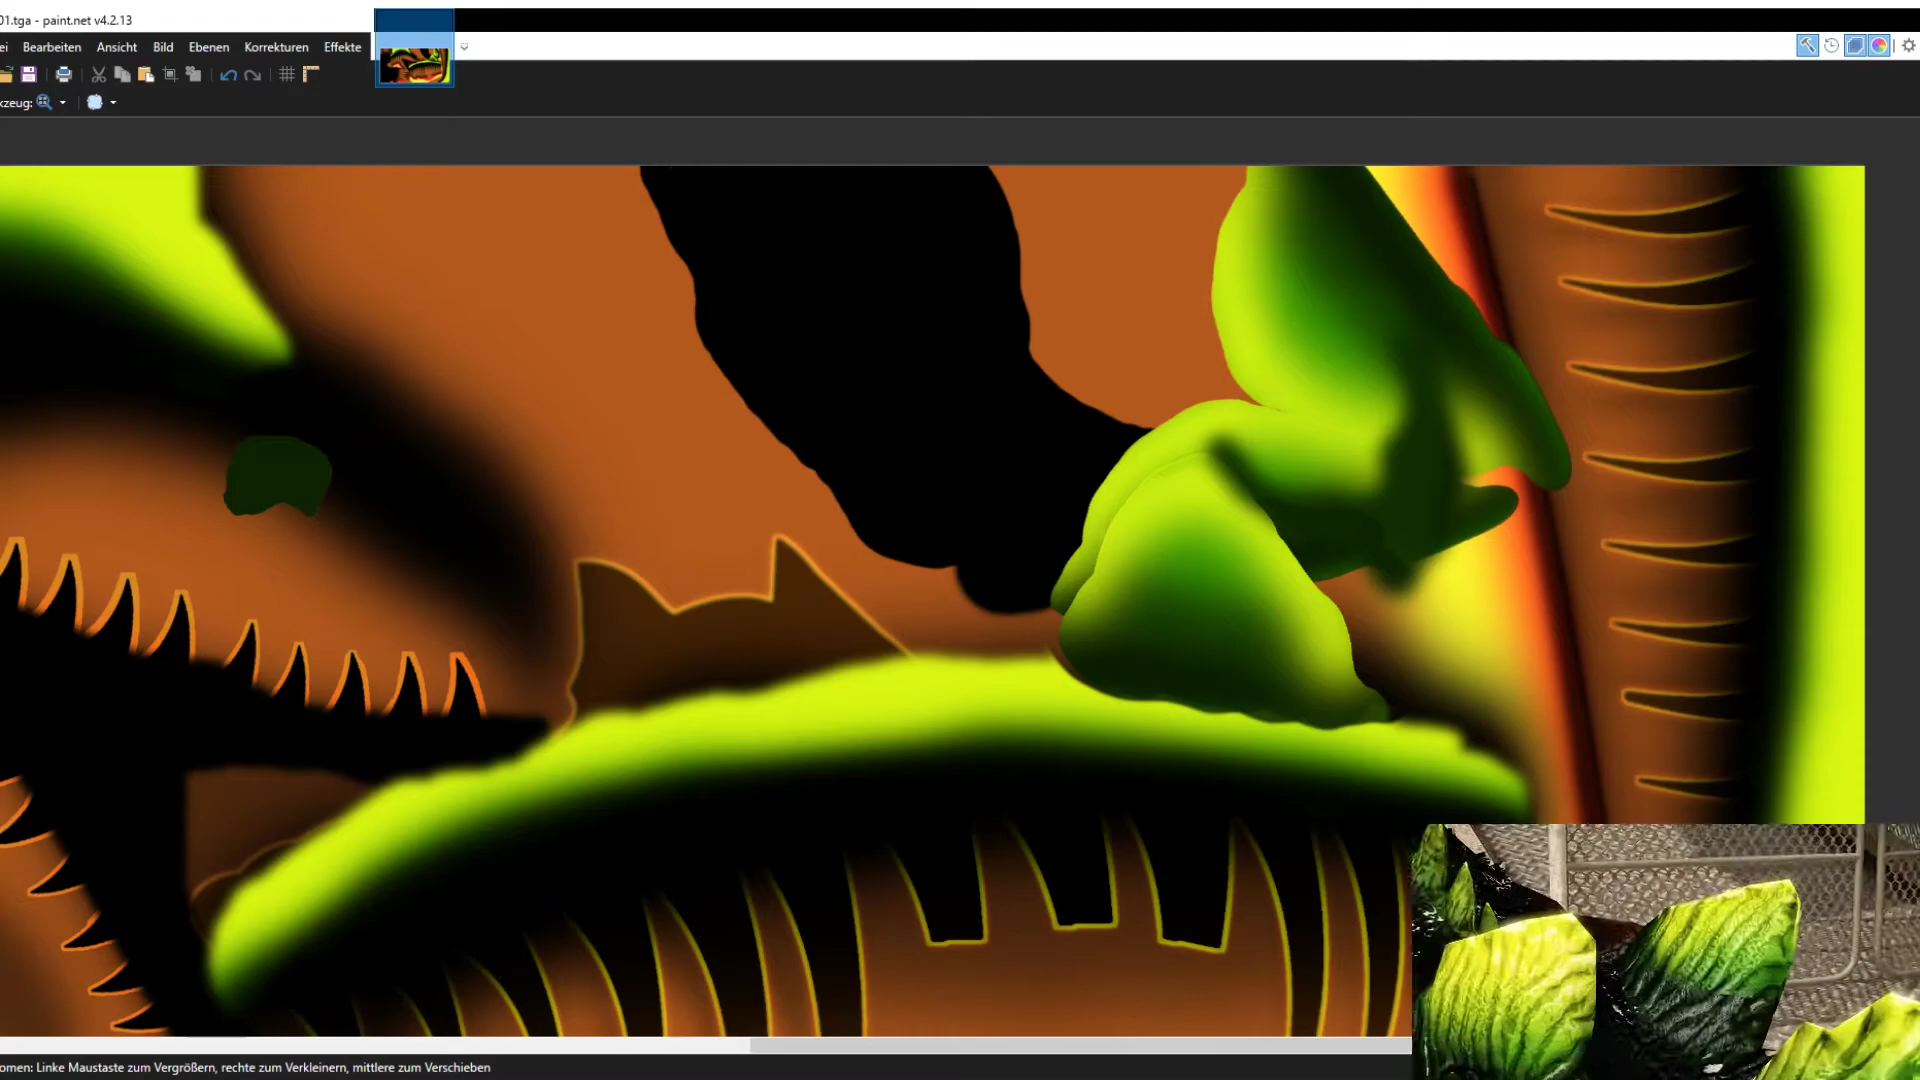 01.tga - paint.net v4.2.13
ei Bearbeiten Ansicht Bild Ebenen Korrekturen Effekte
kzeug:
omen: Linke Maustaste zum Vergrößern, rechte zum Verkleinern, mittlere zum Verschieben